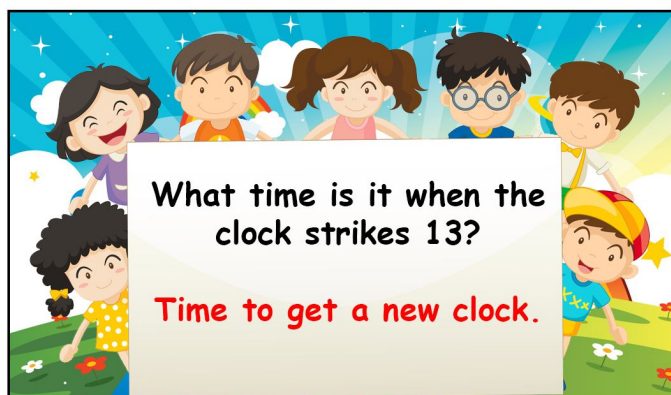 What time is it when the
clock strikes 13?
Time to get a new clock.